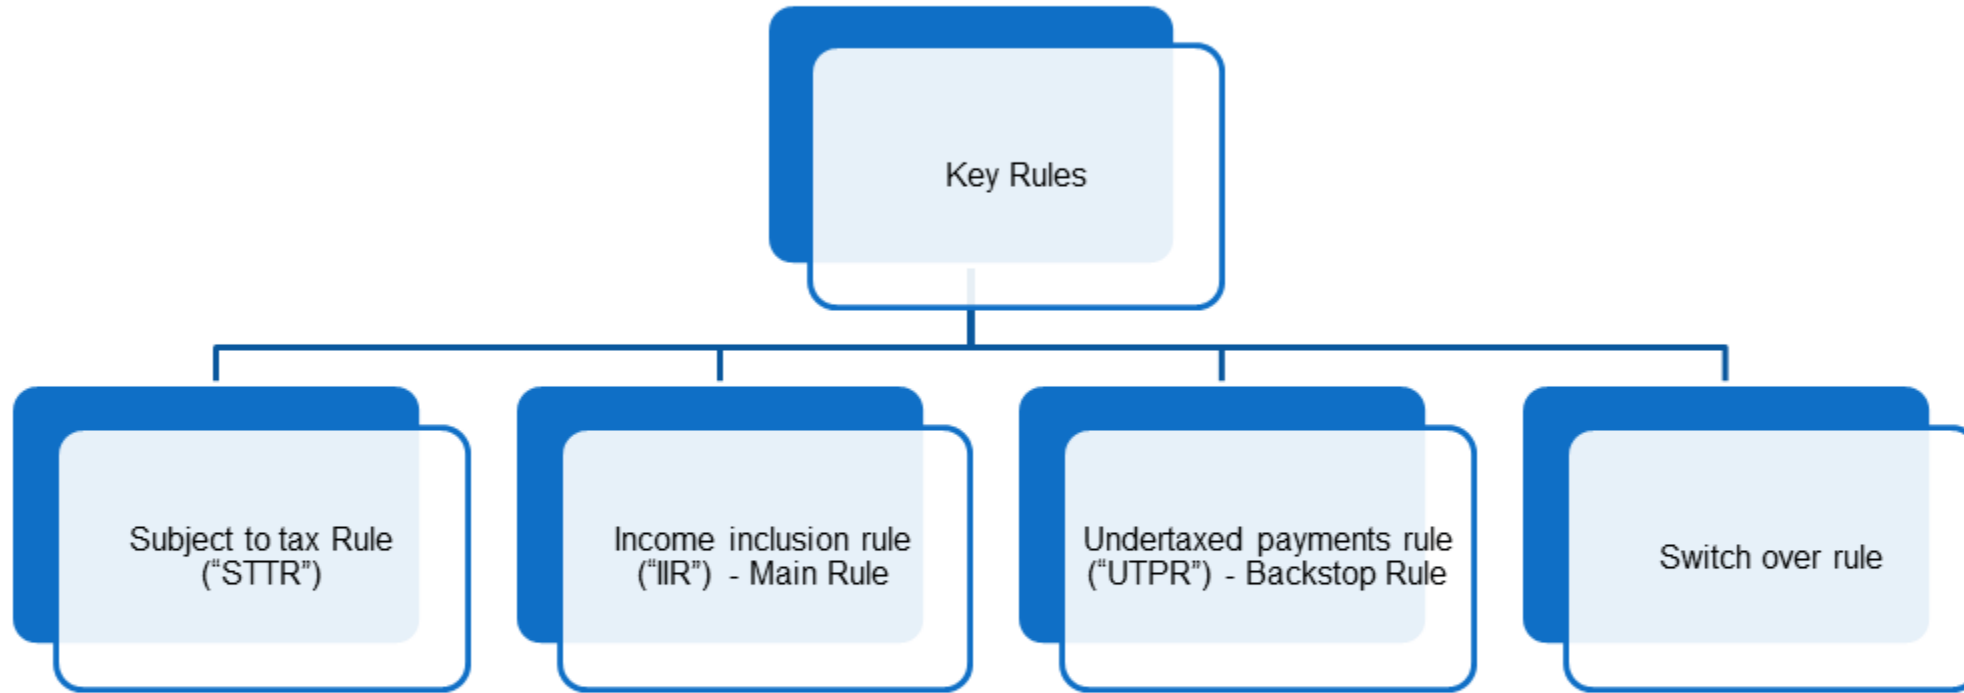 Key Rules
Subject to tax Rule
(“STTR”)
Income inclusion rule
(“IIR”) - Main Rule
Undertaxed payments rule
(“UTPR”) - Backstop Rule
Switch over rule